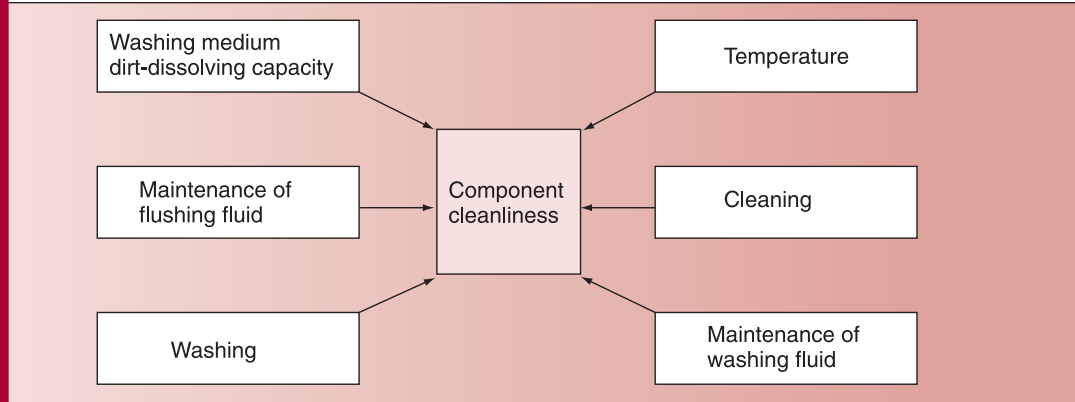 Washing medium
dirt-dissolving capacity
Temperature
Maintenance of
flushing fluid
Component
cleanliness
Cleaning
Washing
Maintenance of
washing fluid